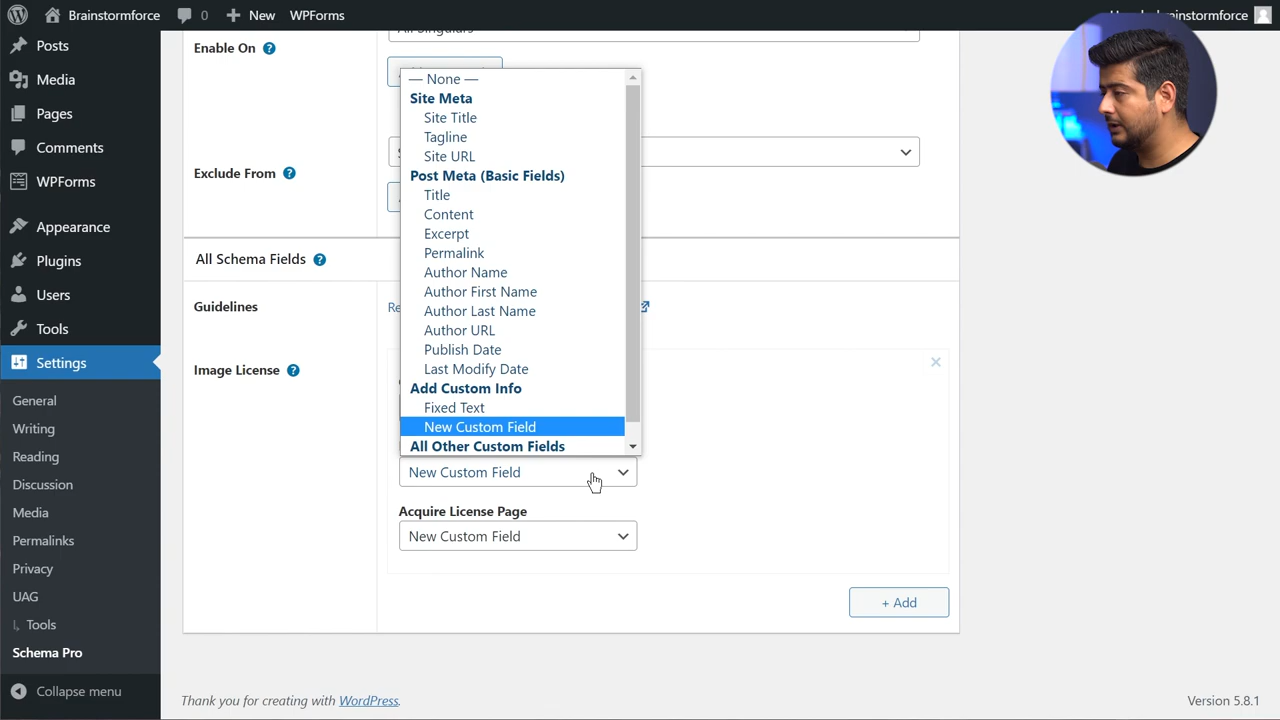 Brainstormforce
0
New
WPForms
Posts
Media
Pages
Comments
WPForms
Appearance
Plugins
Users
Tools
Settings
General
Writing
Reading
Discussion
Media
Permalinks
Privacy
UAG
Tools
Schema Pro
Collapse menu
Enable On
All Singulars
Exclude From
— None —
Site Meta
Site Title
Tagline
Site URL
Post Meta (Basic Fields)
Title
Content
Excerpt
Permalink
Author Name
Author First Name
Author Last Name
Author URL
Publish Date
Last Modify Date
Add Custom Info
Fixed Text
New Custom Field
All Other Custom Fields
All Schema Fields
Guidelines
Image License
New Custom Field
Acquire License Page
New Custom Field
+ Add
Thank you for creating with WordPress.
Version 5.8.1